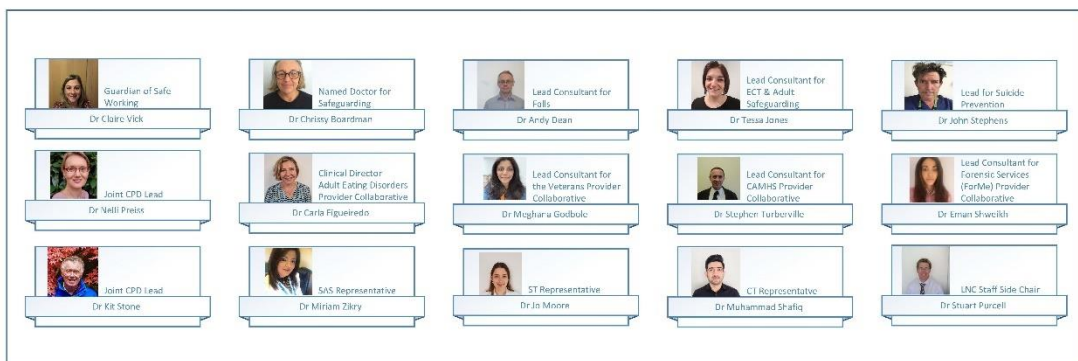 Guardian of Safe
Working
Dr Claire Vick
Named Doctor for
Safeguarding
Dr Chrissy Boardman
Lead Consultant for
Falls
Dr Andy Dean
Lead Consultant for
ECT & Adult
Safeguarding
Dr Tessa Jones
Lead for Suicide
Prevention
Dr John Stephens
Joint CPD Lead
Dr Nelli Preiss
Clinical Director
Adult Eating Disorders
Provider Collaborative
Dr Carla Figueiredo
Lead Consultant for
the Veterans Provider
Collaborative
Dr Meghana Godbole
Lead Consultant for
CAMHS Provider
Collaborative
Dr Stephen Turberville
Lead Consultant for
Forensic Services
(ForMe) Provider
Collaborative
Dr Eman Shweikh
Joint CPD Lead
Dr Kit Stone
SAS Representative
Dr Miriam Zikry
ST Representative
Dr Jo Moore
CT Representatve
Dr Muhammad Shafiq
LNC Staff Side Chair
Dr Stuart Purcell